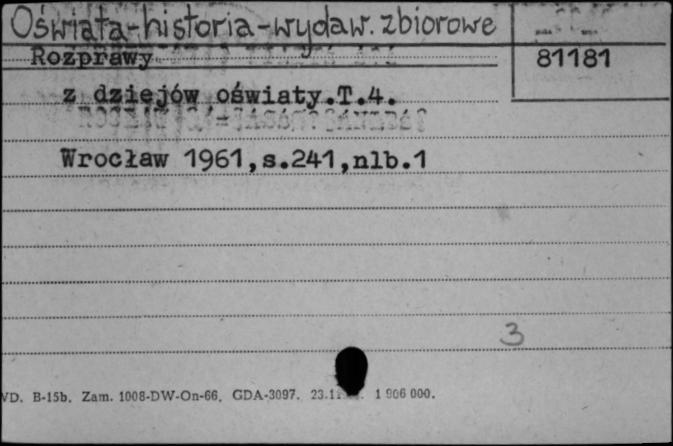 Oświata-historia-wydaw. zbiorowe
Rozprawy
81181
z dziejów oświaty.T.4.
Wrocław 1961,s.241,nlb.1
3
VD. B-15b. Zam. 1008-DW-On-66. GDA-3097. 1 906 000.